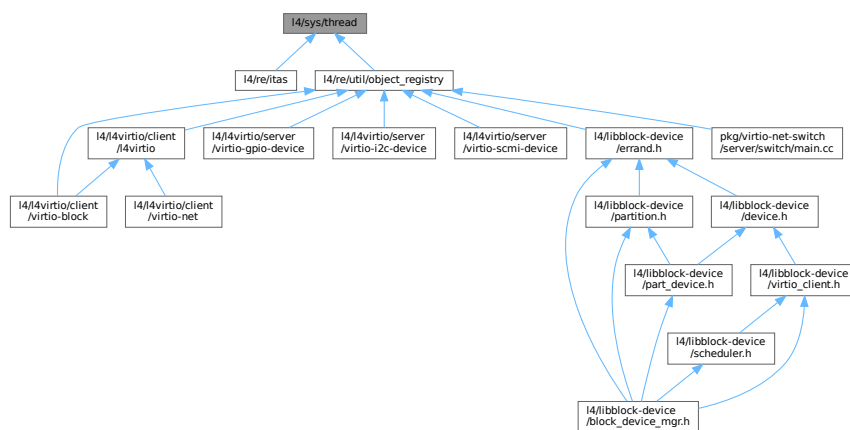 l4/sys/thread
l4/re/itas
l4/re/util/object_registry
l4/l4virtio/client
/l4virtio
l4/l4virtio/server
/virtio-gpio-device
l4/l4virtio/server
/virtio-i2c-device
l4/l4virtio/server
/virtio-scmi-device
l4/libblock-device
/errand.h
pkg/virtio-net-switch
/server/switch/main.cc
l4/l4virtio/client
/virtio-block
l4/l4virtio/client
/virtio-net
l4/libblock-device
/partition.h
l4/libblock-device
/device.h
l4/libblock-device
/part_device.h
l4/libblock-device
/virtio_client.h
l4/libblock-device
/scheduler.h
l4/libblock-device
/block_device_mgr.h